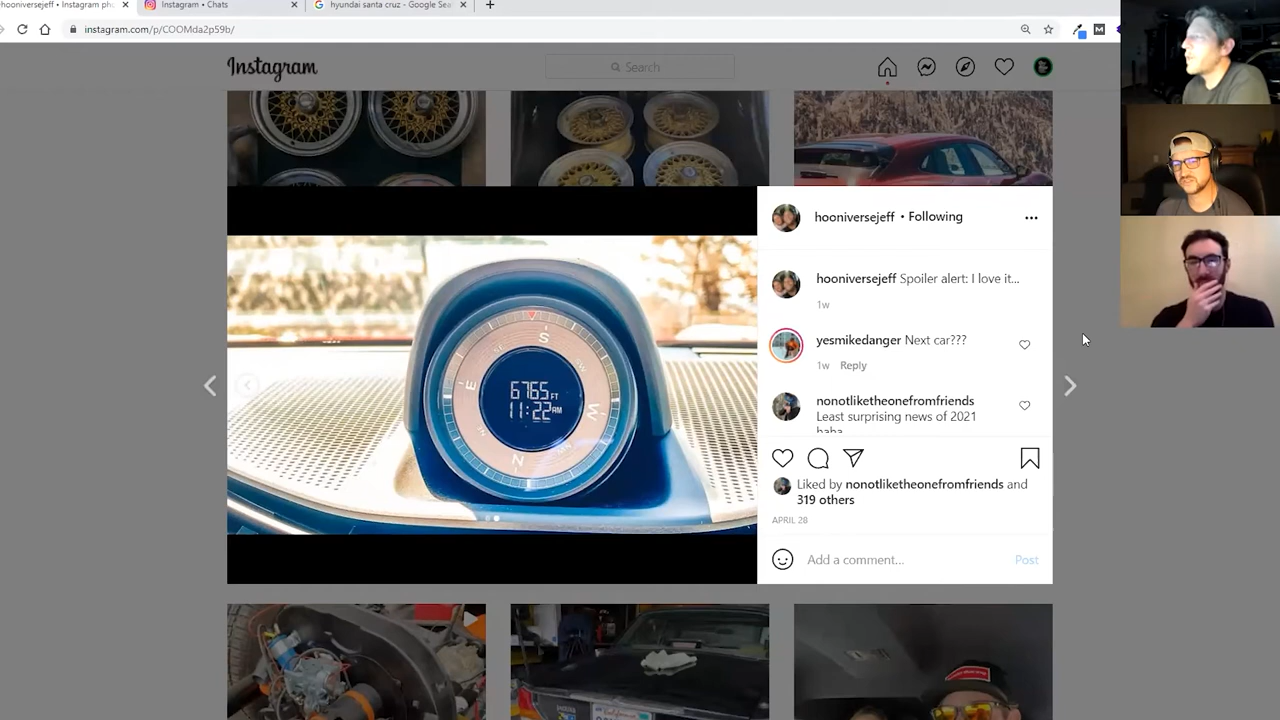 hooniversejeff • Instagram ph
Instagram • Chats
hyundai santa cruz - Google Sea
instagram.com/p/COOMda2p59b/
Instagram
Search
hooniversejeff • Following
hooniversejeff Spoiler alert: I love it...
1w
yesmikedanger Next car???
1w Reply
nonotliketheonefromfriends
Least surprising news of 2021
haha
S
E
W
N
6765 FT
11:22 AM
Liked by nonotliketheonefromfriends and
319 others
APRIL 28
Add a comment...
Post